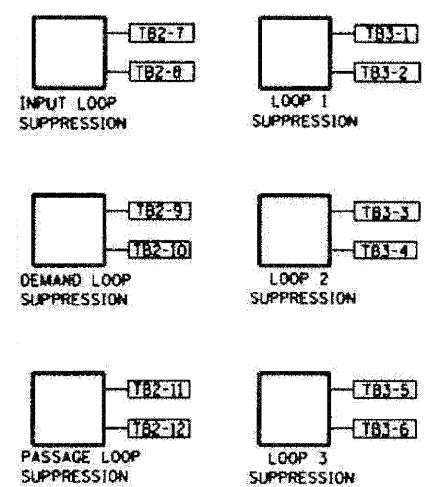 TB2-7
TB2-8
INPUT LOOP
SUPPRESSION
TB3-1
TB3-2
LOOP 1
SUPPRESSION
TB2-9
TB2-10
DEMAND LOOP
SUPPRESSION
TB3-3
TB3-4
LOOP 2
SUPPRESSION
TB2-11
TB2-12
PASSAGE LOOP
SUPPRESSION
TB3-5
TB3-6
LOOP 3
SUPPRESSION